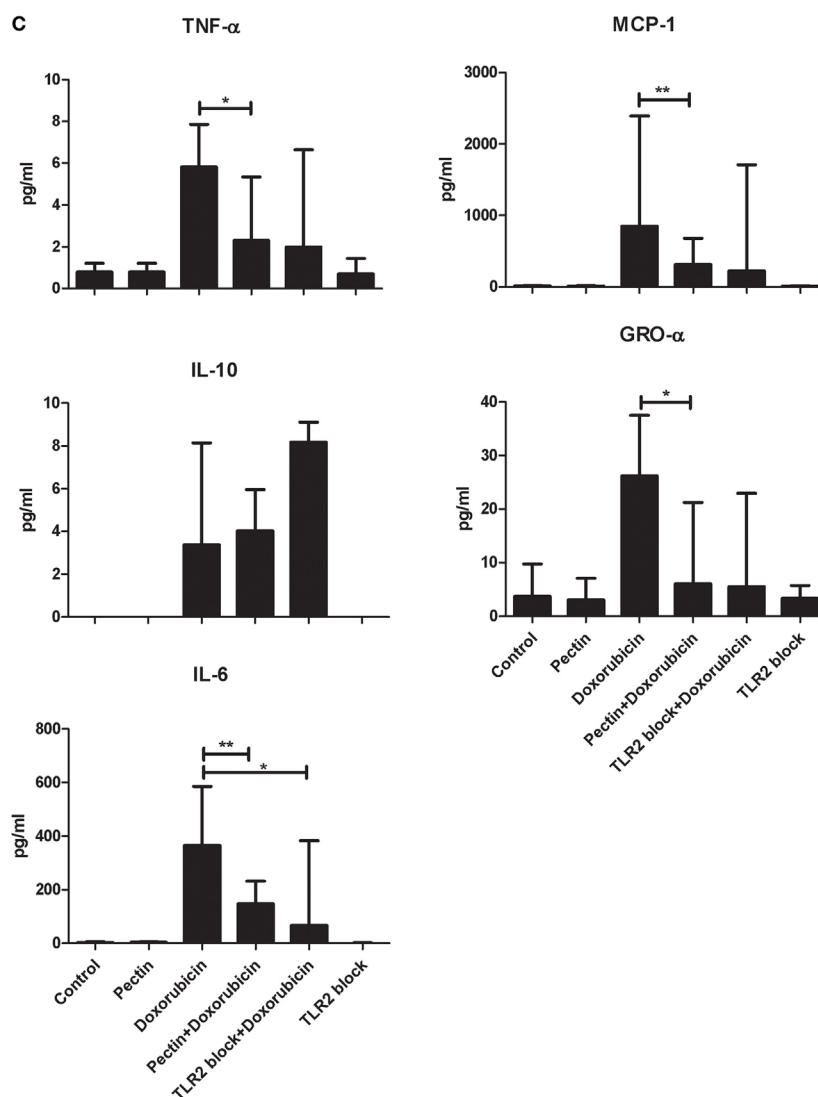 C
TNF-α
pg/ml
10
8
6
4
2
0
*
MCP-1
pg/ml
3000
2000
1000
0
**
IL-10
pg/ml
10
8
6
4
2
0
GRO-α
pg/ml
40
30
20
10
0
*
Control
Pectin
Doxorubicin
Pectin+Doxorubicin
TLR2 block+Doxorubicin
TLR2 block
IL-6
pg/ml
800
600
400
200
0
**
*
Control
Pectin
Doxorubicin
Pectin+Doxorubicin
TLR2 block+Doxorubicin
TLR2 block